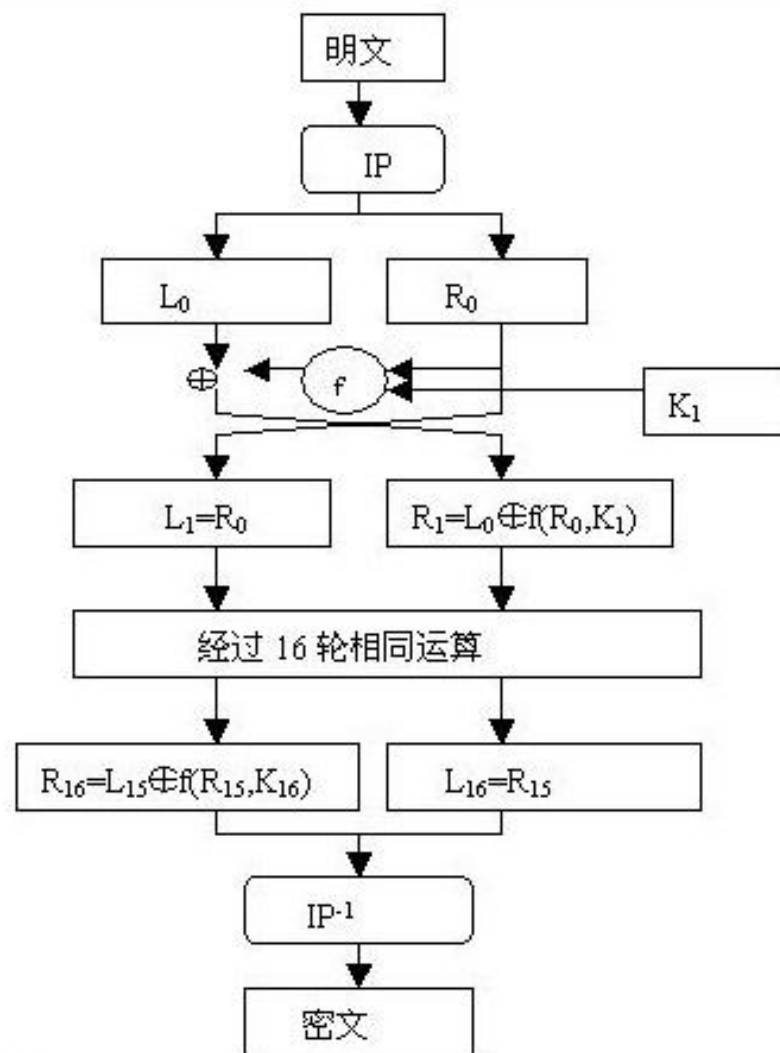 明文
IP
L₀
R₀
⊕
f
K₁
L₁=R₀
R₁=L₀⊕f(R₀,K₁)
经过 16 轮相同运算
R₁₆=L₁₅⊕f(R₁₅,K₁₆)
L₁₆=R₁₅
IP⁻¹
密文